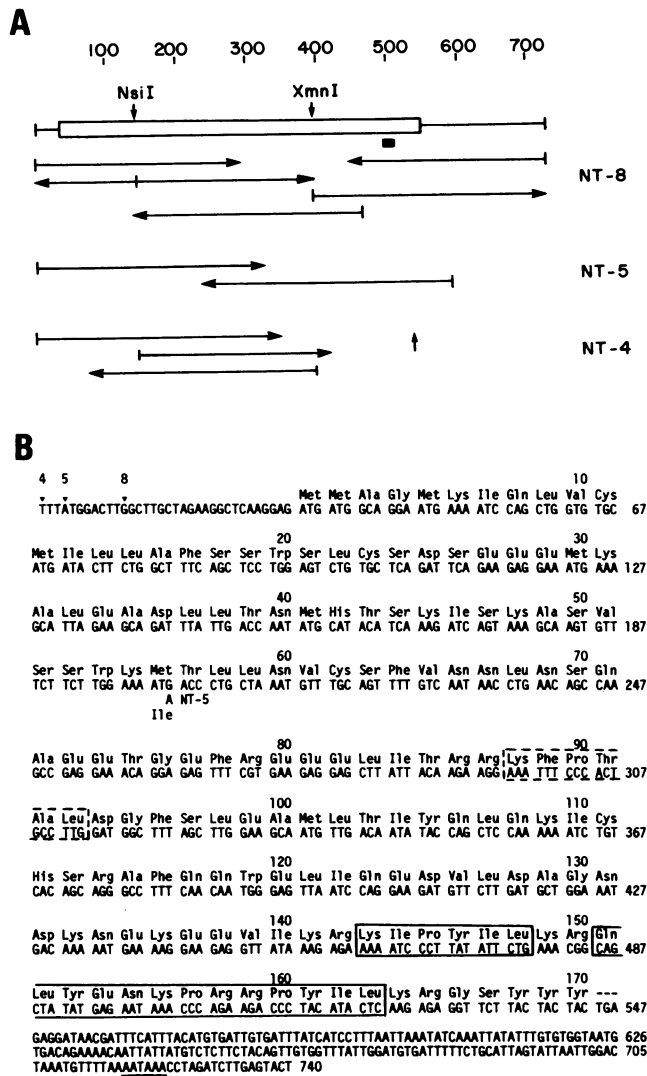 A
100 200 300 400 500 600 700
NsiI XmnI
NT-8
NT-5
NT-4
B
4 5 8
10
Met Met Ala Gly Met Lys Ile Gln Leu Val Cys
TTTATGGACTTGGCTTGCTAGAAGGCTCAAGGAG ATG ATG GCA GGA ATG AAA ATC CAG CTG GTG TGC 67
20 30
Met Ile Leu Leu Ala Phe Ser Ser Trp Ser Leu Cys Ser Asp Ser Glu Glu Glu Met Lys
ATG ATA CTT CTG GCT TTC AGC TCC TGG AGT CTG TGC TCA GAT TCA GAA GAG GAA ATG AAA 127
40 50
Ala Leu Glu Ala Asp Leu Leu Thr Asn Met His Thr Ser Lys Ile Ser Lys Ala Ser Val
GCA TTA GAA GCA GAT TTA TTG ACC AAT ATG CAT ACA TCA AAG ATC AGT AAA GCA AGT GTT 187
60 70
Ser Ser Trp Lys Met Thr Leu Leu Asn Val Cys Ser Phe Val Asn Asn Leu Asn Ser Gln
TCT TCT TGG AAA ATG ACC CTG CTA AAT GTT TGC AGT TTT GTC AAT AAC CTG AAC AGC CAA 247
A NT-5
Ile
80 90
Ala Glu Glu Thr Gly Glu Phe Arg Glu Glu Glu Leu Ile Thr Arg Arg Lys Phe Pro Thr
GCC GAG GAA ACA GGA GAG TTT CGT GAA GAG GAG CTT ATT ACA AGA AGG AAA TTT CCC ACT 307
100 110
Ala Leu Asp Gly Phe Ser Leu Glu Ala Met Leu Thr Ile Tyr Gln Leu Gln Lys Ile Cys
GCC TTG GAT GGC TTT AGC TTG GAA GCA ATG TTG ACA ATA TAC CAG CTC CAA AAA ATC TGT 367
120 130
His Ser Arg Ala Phe Gln Gln Trp Glu Leu Ile Gln Glu Asp Val Leu Asp Ala Gly Asn
CAC AGC AGG GCC TTT CAA CAA TGG GAG TTA ATC CAG GAA GAT GTT CTT GAT GCT GGA AAT 427
140 150
Asp Lys Asn Glu Lys Glu Glu Val Ile Lys Arg Lys Ile Pro Tyr Ile Leu Lys Arg Gln
GAC AAA AAT GAA AAG GAA GAG GTT ATA AAG AGA AAA ATC CCT TAT ATT CTG AAA CGG CAG 487
160 170
Leu Tyr Glu Asn Lys Pro Arg Arg Pro Tyr Ile Leu Lys Arg Gly Ser Tyr Tyr Tyr ---
CTA TAT GAG AAT AAA CCC AGA AGA CCC TAC ATA CTC AAG AGA GGT TCT TAC TAC TAC TGA 547
GAGGATAACGATTTCATTTACATGTGATTGTGATTTATCATCCTTTAATTAAATATCAAATTATATTTGTGTGGTAATG 626
TGACAGAAAACAATTATTATGTCTCTTCTACAGTTGTGGTTTATTGGATGTGATGTTTTTCTGCATTAGTATTAATTGGAC 705
TAAATGTTTTAAAATAAACCTAGATCTTGAGTACT 740